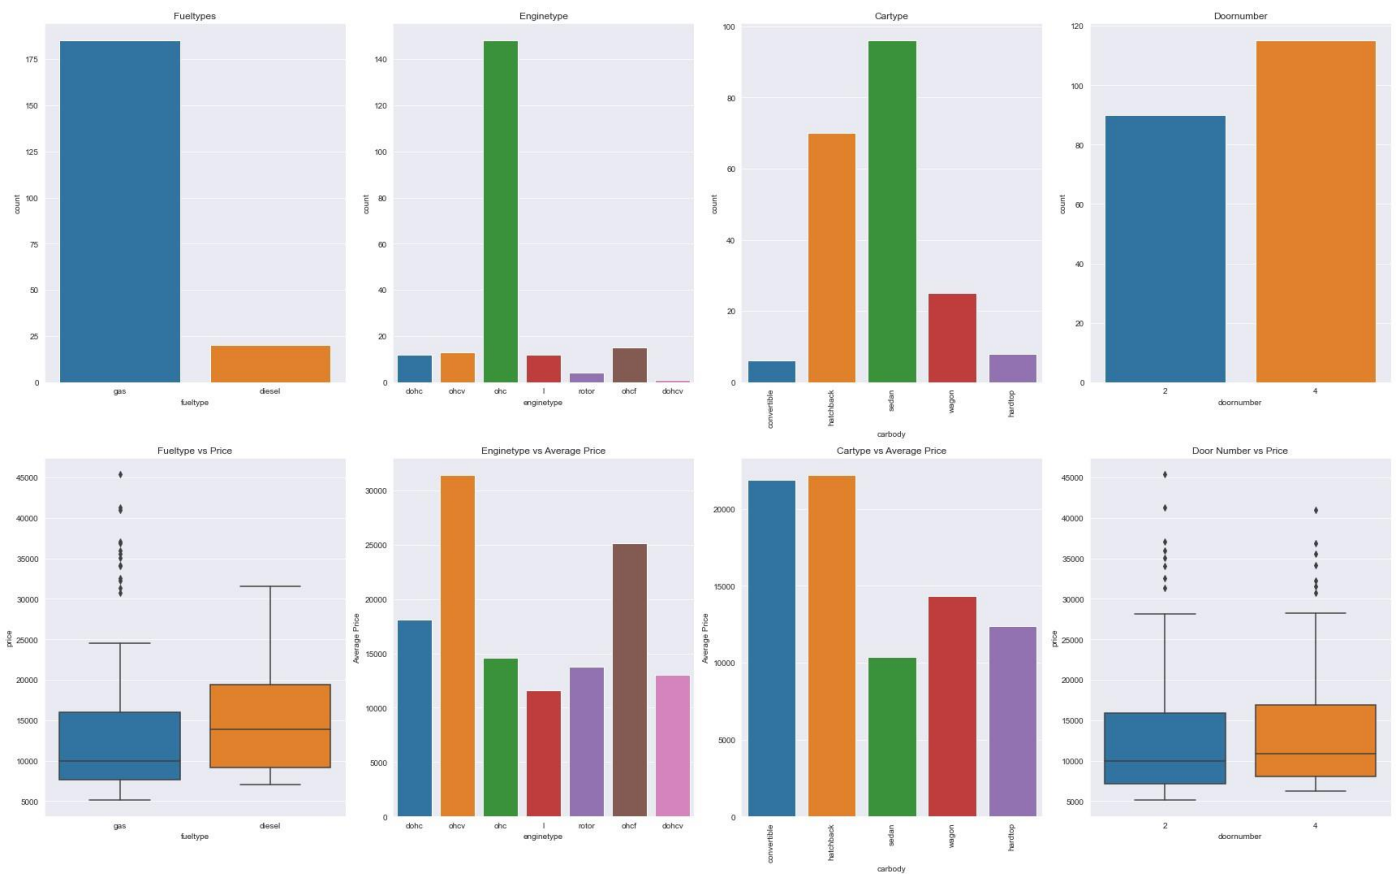 Fueltypes
175
150
125
100
75
50
25
0
count
gas diesel
fueltype
Enginetype
140
120
100
80
60
40
20
0
count
dohc ohcv ohc l rotor ohcf dohcv
enginetype
Cartype
100
80
60
40
20
0
count
convertible
hatchback
sedan
wagon
hardtop
carbody
Doornumber
120
100
80
60
40
20
0
count
2 4
doornumber
Fueltype vs Price
45000
40000
35000
30000
25000
20000
15000
10000
5000
price
gas diesel
fueltype
Enginetype vs Average Price
30000
25000
20000
15000
10000
5000
0
Average Price
dohc ohcv ohc l rotor ohcf dohcv
enginetype
Cartype vs Average Price
20000
15000
10000
5000
0
Average Price
convertible
hatchback
sedan
wagon
hardtop
carbody
Door Number vs Price
45000
40000
35000
30000
25000
20000
15000
10000
5000
price
2 4
doornumber